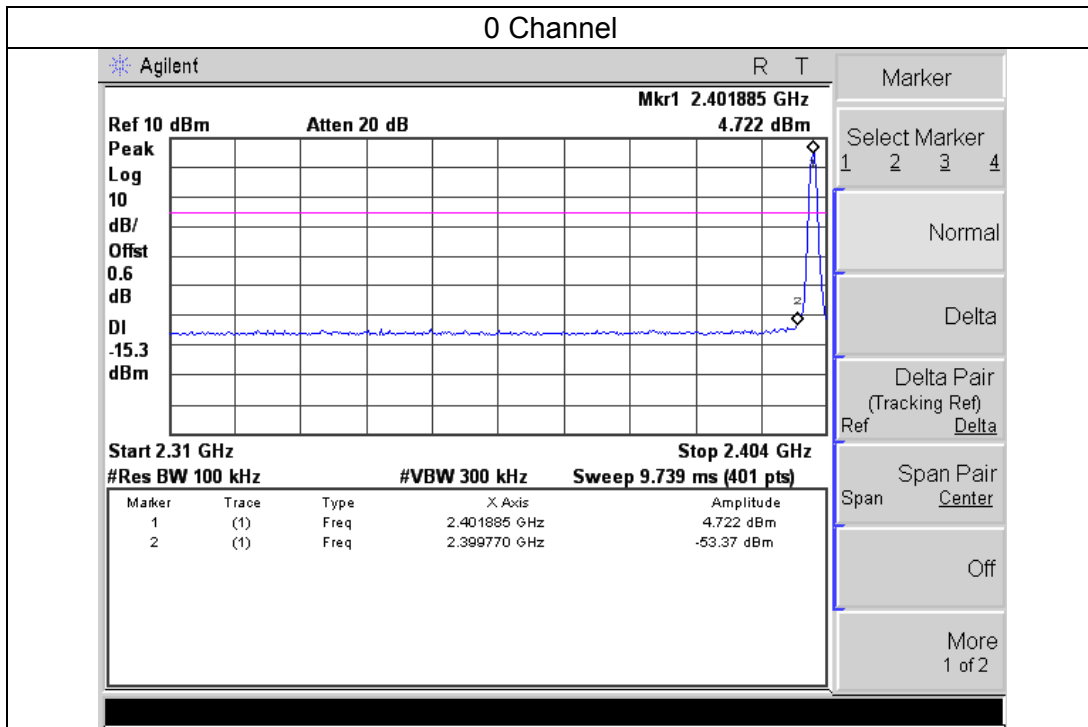 0 Channel
Agilent R T
Mkr1 2.401885 GHz
Ref 10 dBm Atten 20 dB 4.722 dBm
Peak
Log
10
dB/
Offst
0.6
dB
DI
-15.3
dBm
2
Start 2.31 GHz Stop 2.404 GHz
#Res BW 100 kHz #VBW 300 kHz Sweep 9.739 ms (401 pts)
Marker Trace Type X Axis Amplitude
1 (1) Freq 2.401885 GHz 4.722 dBm
2 (1) Freq 2.399770 GHz -53.37 dBm
Marker
Select Marker
1 2 3 4
Normal
Delta
Delta Pair
(Tracking Ref)
Ref Delta
Span Pair
Span Center
Off
More
1 of 2